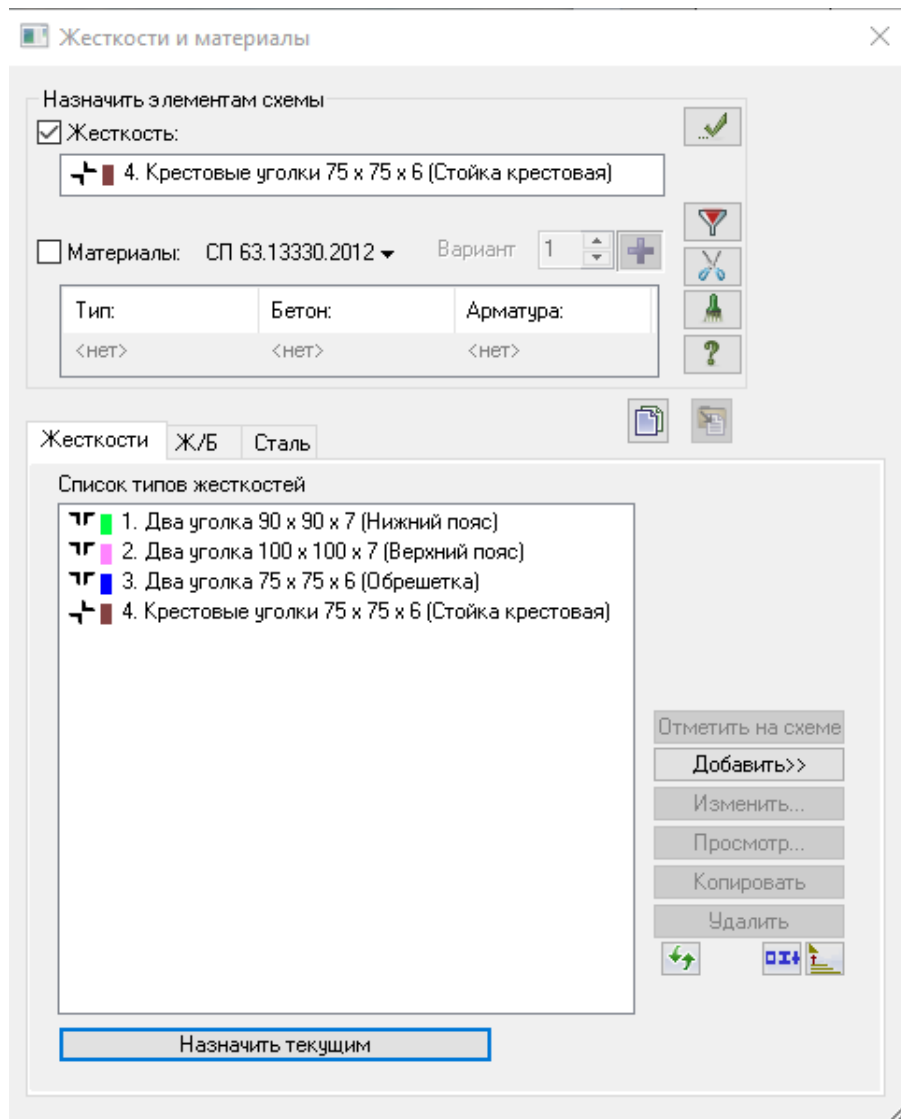 Жесткости и материалы
Назначить элементам схемы
Жесткость:
4. Крестовые уголки 75 x 75 x 6 (Стойка крестовая)
Материалы: СП 63.13330.2012 Вариант 1
Тип: Бетон: Арматура:
<нет> <нет> <нет>
Жесткости Ж/Б Сталь
Список типов жесткостей
1. Два уголка 90 x 90 x 7 (Нижний пояс)
2. Два уголка 100 x 100 x 7 (Верхний пояс)
3. Два уголка 75 x 75 x 6 (Обрешетка)
4. Крестовые уголки 75 x 75 x 6 (Стойка крестовая)
Отметить на схеме
Добавить>>
Изменить...
Просмотр...
Копировать
Удалить
Назначить текущим